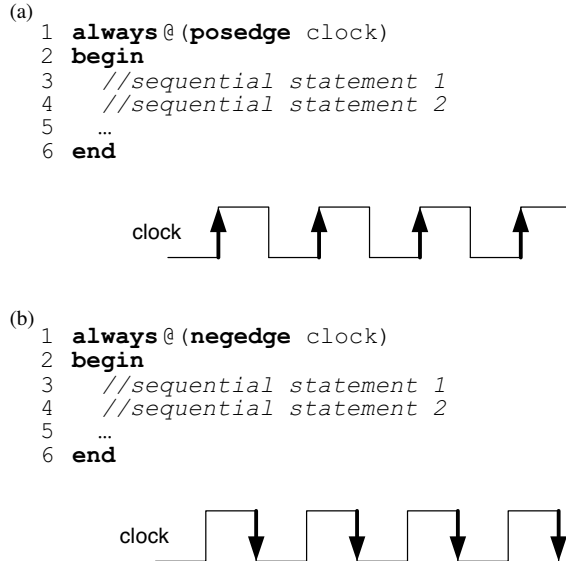 (a)
1 always@(posedge clock)
2 begin
3 //sequential statement 1
4 //sequential statement 2
5 …
6 end
clock
(b)
1 always@(negedge clock)
2 begin
3 //sequential statement 1
4 //sequential statement 2
5 …
6 end
clock